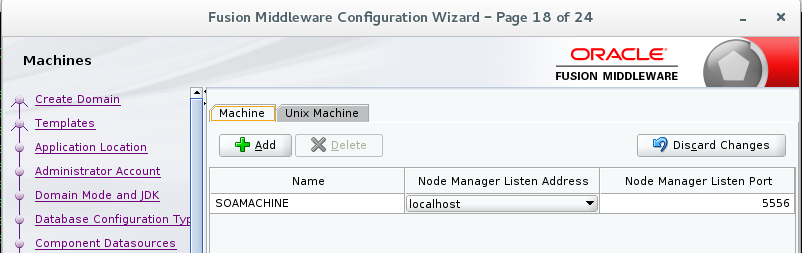 Fusion Middleware Configuration Wizard – Page 18 of 24
Machines
ORACLE
FUSION MIDDLEWARE
Create Domain
Templates
Application Location
Administrator Account
Domain Mode and JDK
Database Configuration Typ
Component Datasources
Machine Unix Machine
Add Delete Discard Changes
Name Node Manager Listen Address Node Manager Listen Port
SOAMACHINE localhost 5556